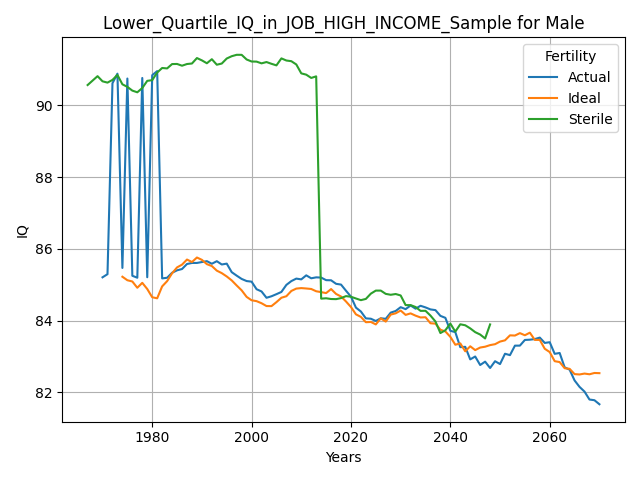 Lower_Quartile_IQ_in_JOB_HIGH_INCOME_Sample for Male
Fertility
Actual
Ideal
Sterile
90
88
86
84
82
IQ
1980
2000
2020
2040
2060
Years